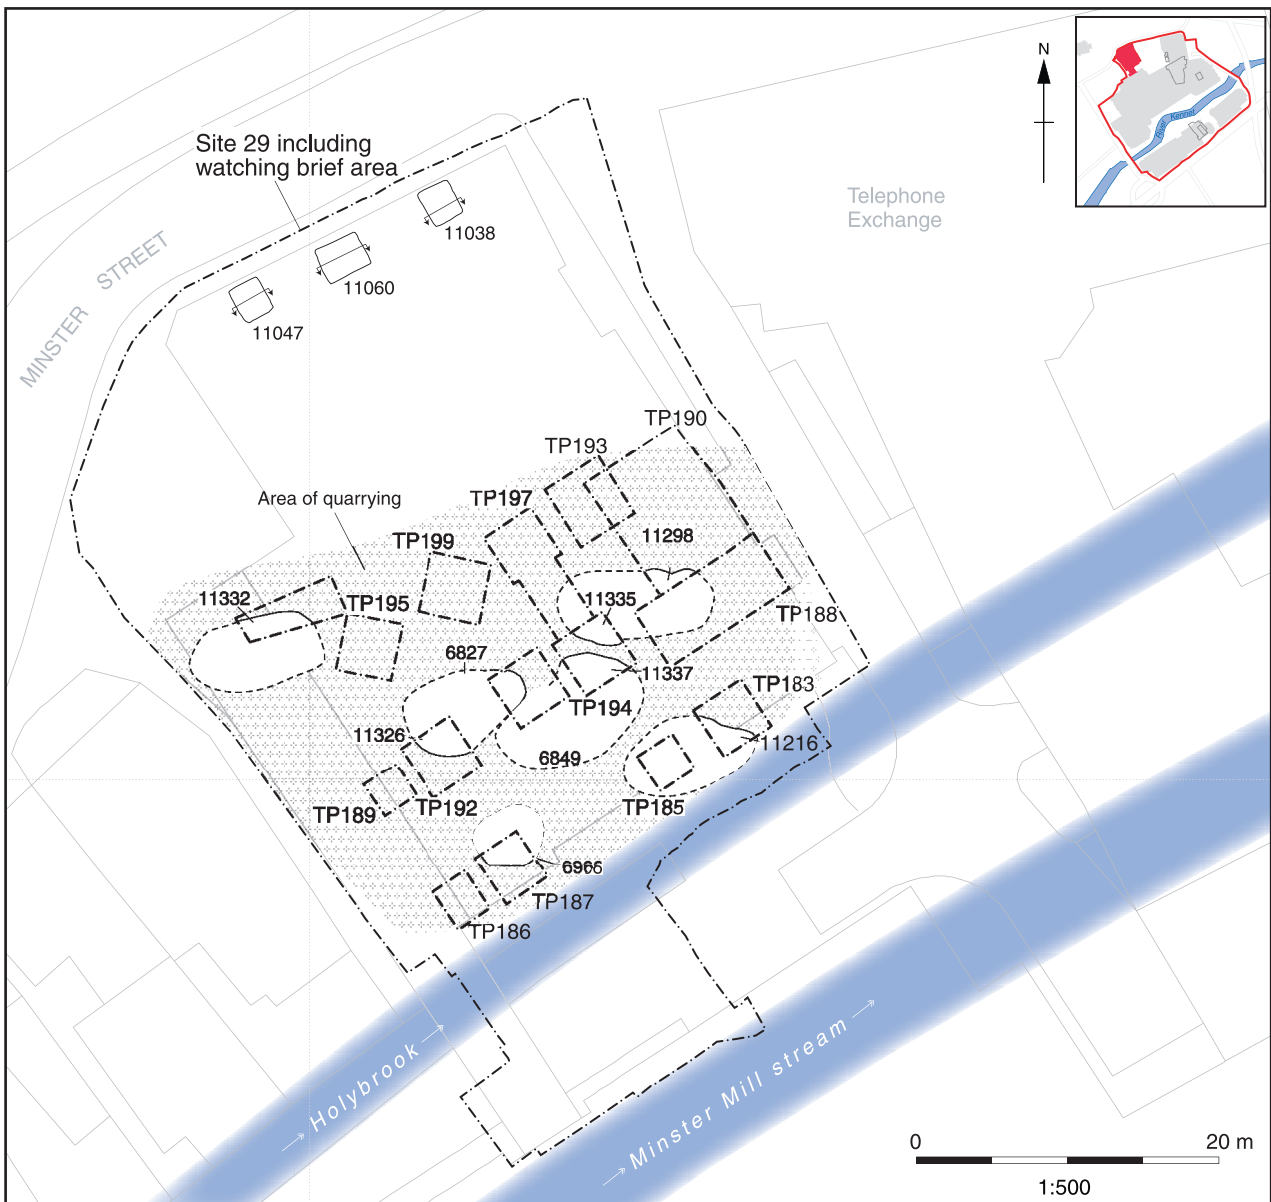 N
River Kennet
Site 29 including
watching brief area
Telephone
Exchange
MINSTER STREET
11038
11060
11047
TP190
TP193
TP197
Area of quarrying
11298
TP199
11332
TP195
11335
TP188
6827
11337
TP183
TP194
11326
11216
6849
TP189
TP192
TP185
6966
TP187
TP186
Holybrook
Minster Mill stream
0 20 m
1:500